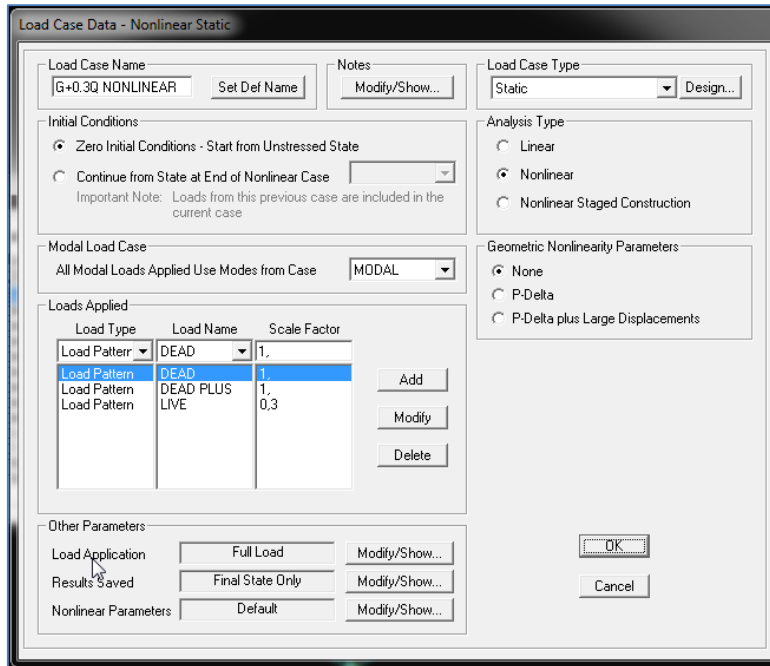 Load Case Data - Nonlinear Static
Load Case Name
G+0.3Q NONLINEAR
Set Def Name
Notes
Modify/Show...
Load Case Type
Static
Design...
Initial Conditions
Zero Initial Conditions - Start from Unstressed State
Continue from State at End of Nonlinear Case
Important Note: Loads from this previous case are included in the
current case
Analysis Type
Linear
Nonlinear
Nonlinear Staged Construction
Modal Load Case
All Modal Loads Applied Use Modes from Case
MODAL
Geometric Nonlinearity Parameters
None
P-Delta
P-Delta plus Large Displacements
Loads Applied
Load Type Load Name Scale Factor
Load Pattern DEAD 1,
Load Pattern DEAD 1,
Load Pattern DEAD PLUS 1,
Load Pattern LIVE 0,3
Add
Modify
Delete
Other Parameters
Load Application Full Load Modify/Show...
Results Saved Final State Only Modify/Show...
Nonlinear Parameters Default Modify/Show...
OK
Cancel